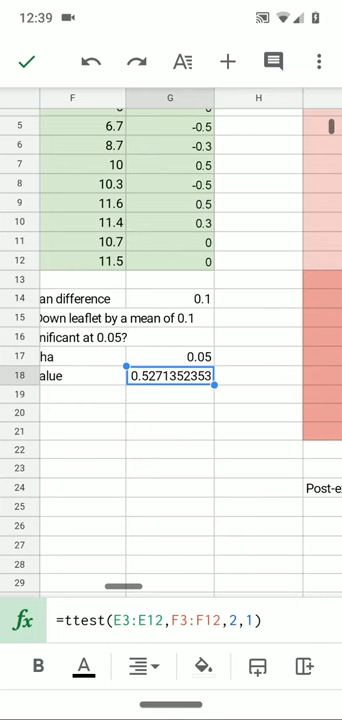 12:39
F G H
5 6.7 -0.5
6 8.7 -0.3
7 10 0.5
8 10.3 -0.5
9 11.6 0.5
10 11.4 0.3
11 10.7 0
12 11.5 0
13
14 an difference 0.1
15 Down leaflet by a mean of 0.1
16 nificant at 0.05?
17 ha 0.05
18 alue 0.5271352353
19
20
21
22
23
24 Post-e
25
26
27
28
29
fx =ttest(E3:E12,F3:F12,2,1)
B A